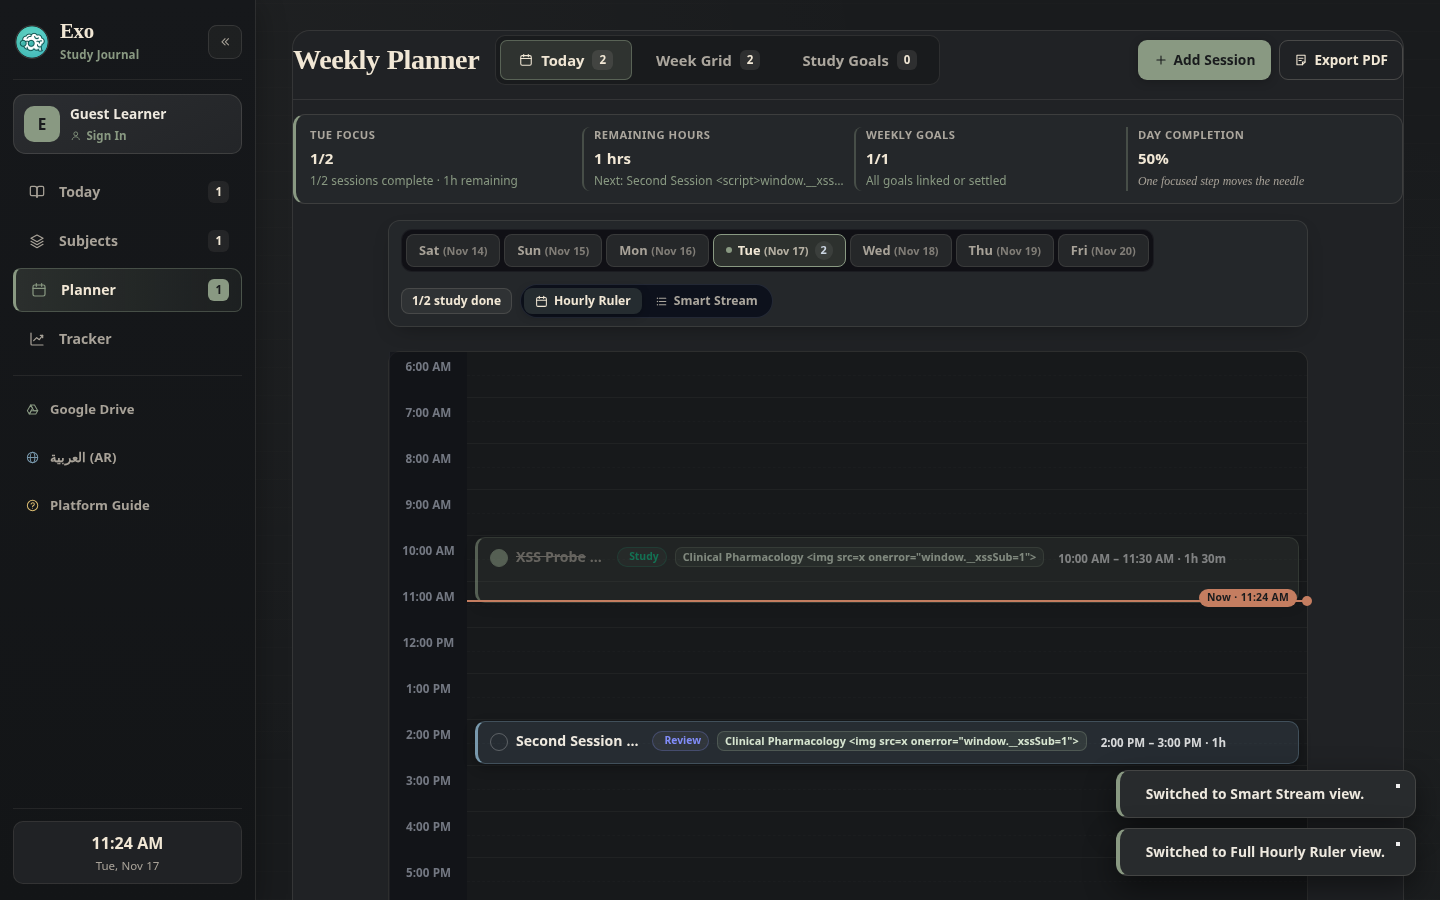 Exo
Study Journal
E
Guest Learner
Sign In
Today 1
Subjects 1
Planner 1
Tracker
Google Drive
العربية (AR)
Platform Guide
11:24 AM
Tue, Nov 17
Weekly Planner
Today 2
Week Grid 2
Study Goals 0
+ Add Session
Export PDF
TUE FOCUS
1/2
1/2 sessions complete · 1h remaining
REMAINING HOURS
1 hrs
Next: Second Session <script>window.__xss...
WEEKLY GOALS
1/1
All goals linked or settled
DAY COMPLETION
50%
One focused step moves the needle
Sat (Nov 14)
Sun (Nov 15)
Mon (Nov 16)
Tue (Nov 17) 2
Wed (Nov 18)
Thu (Nov 19)
Fri (Nov 20)
1/2 study done
Hourly Ruler
Smart Stream
6:00 AM
7:00 AM
8:00 AM
9:00 AM
10:00 AM
XSS Probe ... Study Clinical Pharmacology <img src=x onerror="window.__xssSub=1"> 10:00 AM – 11:30 AM · 1h 30m
11:00 AM
Now · 11:24 AM
12:00 PM
1:00 PM
2:00 PM
Second Session ... Review Clinical Pharmacology <img src=x onerror="window.__xssSub=1"> 2:00 PM – 3:00 PM · 1h
3:00 PM
4:00 PM
5:00 PM
Switched to Smart Stream view.
Switched to Full Hourly Ruler view.